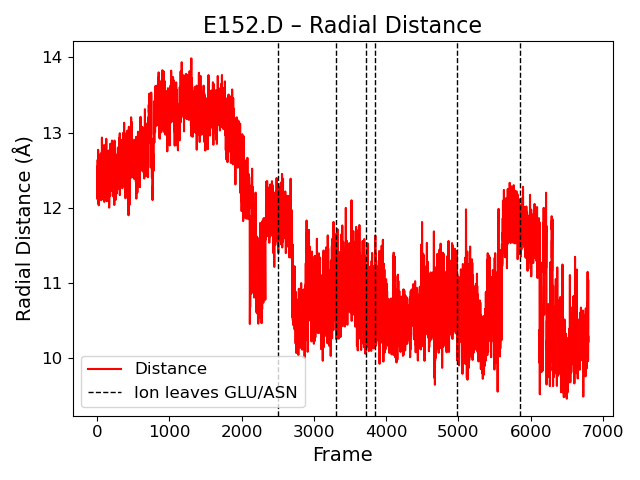 E152.D – Radial Distance
Radial Distance (Å)
14
13
12
11
10
Distance
Ion leaves GLU/ASN
0 1000 2000 3000 4000 5000 6000 7000
Frame